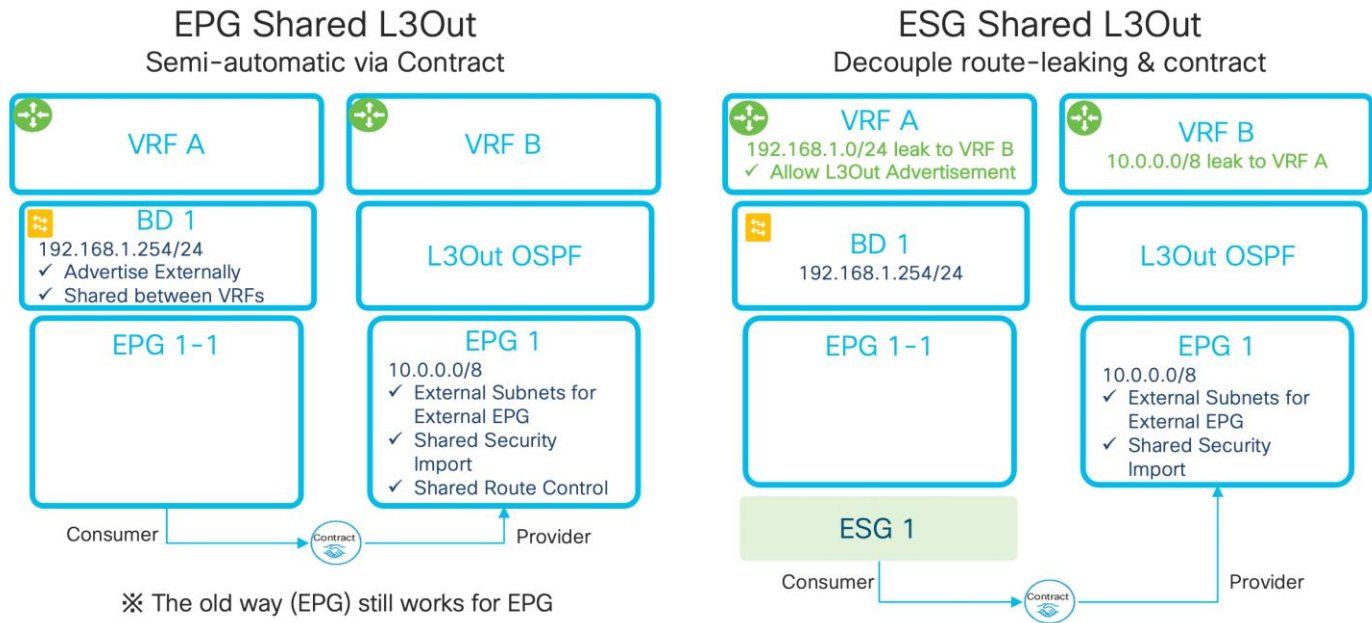 EPG Shared L3Out
Semi-automatic via Contract
VRF A
VRF B
BD 1
192.168.1.254/24
✓ Advertise Externally
✓ Shared between VRFs
L3Out OSPF
EPG 1-1
EPG 1
10.0.0.0/8
✓ External Subnets for
External EPG
✓ Shared Security
Import
✓ Shared Route Control
Consumer
Contract
Provider
※ The old way (EPG) still works for EPG
ESG Shared L3Out
Decouple route-leaking & contract
VRF A
192.168.1.0/24 leak to VRF B
✓ Allow L3Out Advertisement
VRF B
10.0.0.0/8 leak to VRF A
BD 1
192.168.1.254/24
L3Out OSPF
EPG 1-1
EPG 1
10.0.0.0/8
✓ External Subnets for
External EPG
✓ Shared Security
Import
ESG 1
Consumer
Contract
Provider